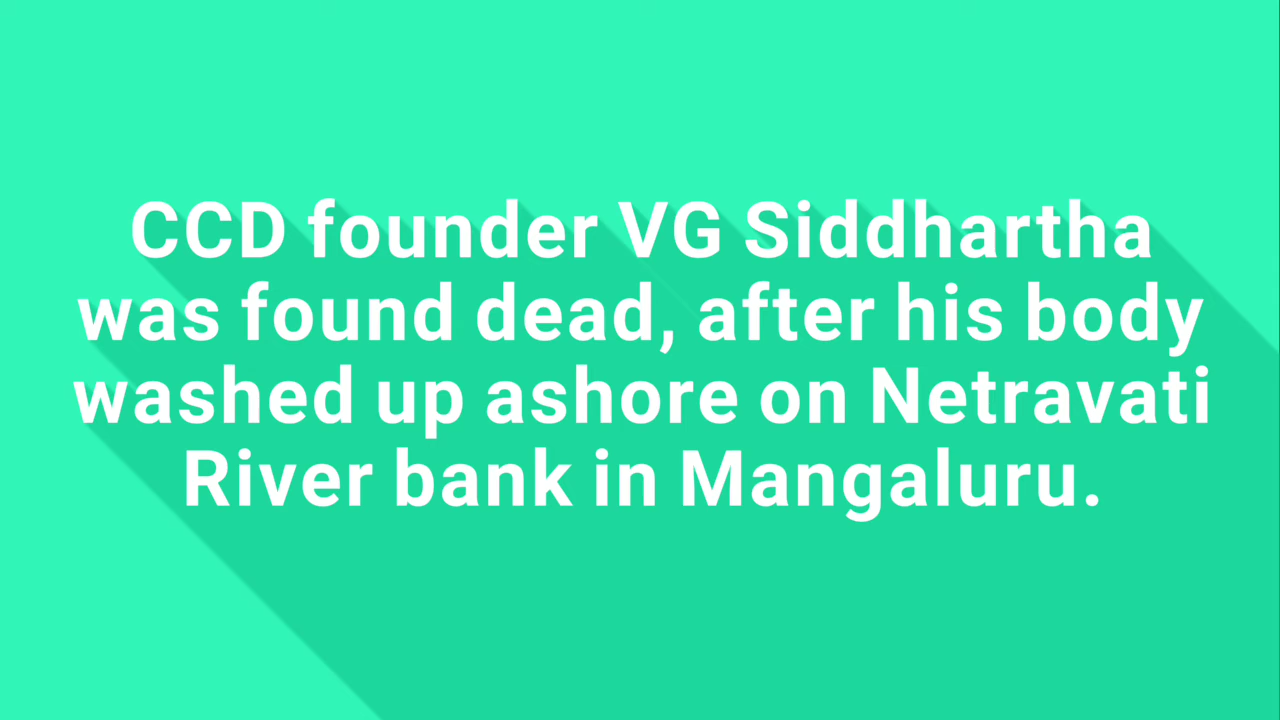 CCD founder VG Siddhartha
was found dead, after his body
washed up ashore on Netravati
River bank in Mangaluru.